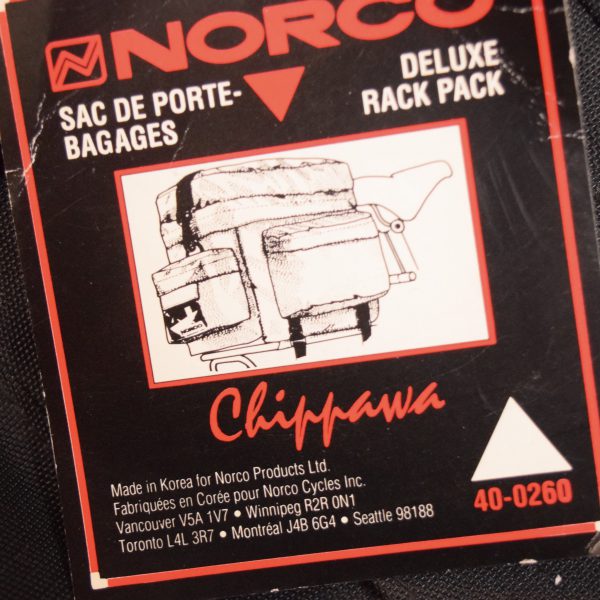 NORCO
SAC DE PORTE-
BAGAGES
DELUXE
RACK PACK
NORCO
Chippawa
Made in Korea for Norco Products Ltd.
Fabriquées en Corée pour Norco Cycles Inc.
Vancouver V5A 1V7 • Winnipeg R2R 0N1
Toronto L4L 3R7 • Montréal J4B 6G4 • Seattle 98188
40-0260